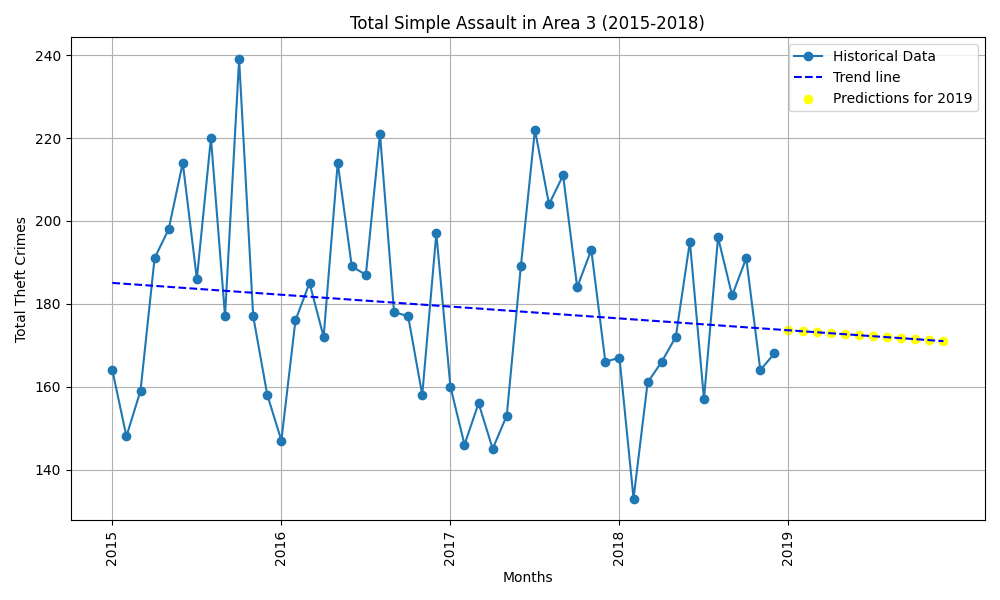 Total Simple Assault in Area 3 (2015-2018)
Historical Data
Trend line
Predictions for 2019
Total Theft Crimes
240
220
200
180
160
140
2015
2016
2017
2018
2019
Months